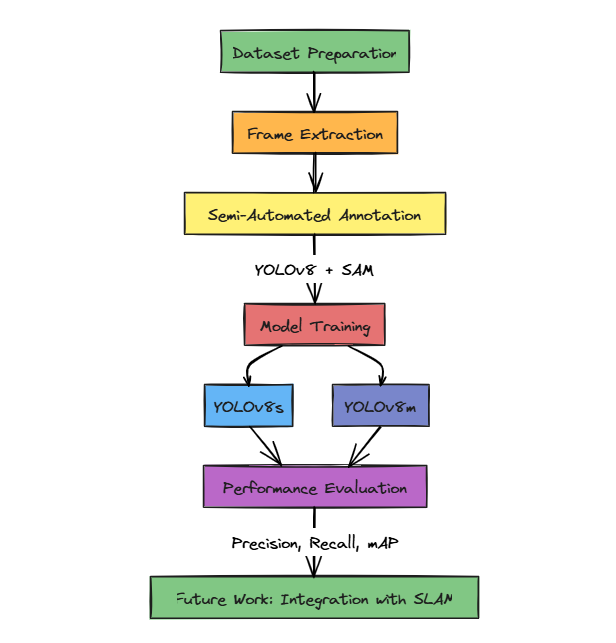 Dataset Preparation
Frame Extraction
Semi-Automated Annotation
YOLOv8 + SAM
Model Training
YOLOv8s
YOLOv8m
Performance Evaluation
Precision, Recall, mAP
Future Work: Integration with SLAM